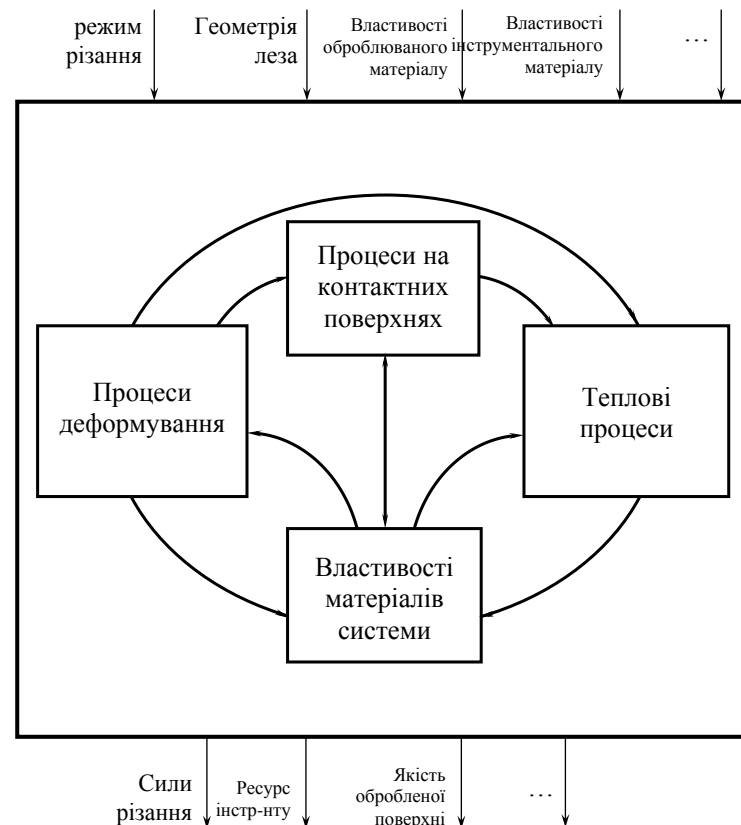 режим
різання
Геометрія
леза
Властивості
оброблюваного
матеріалу
Властивості
інструментального
матеріалу
...
Процеси на
контактних
поверхнях
Процеси
деформування
Теплові
процеси
Властивості
матеріалів
системи
Сили
різання
Ресурс
інстр-нту
Якість
обробленої
поверхні
...